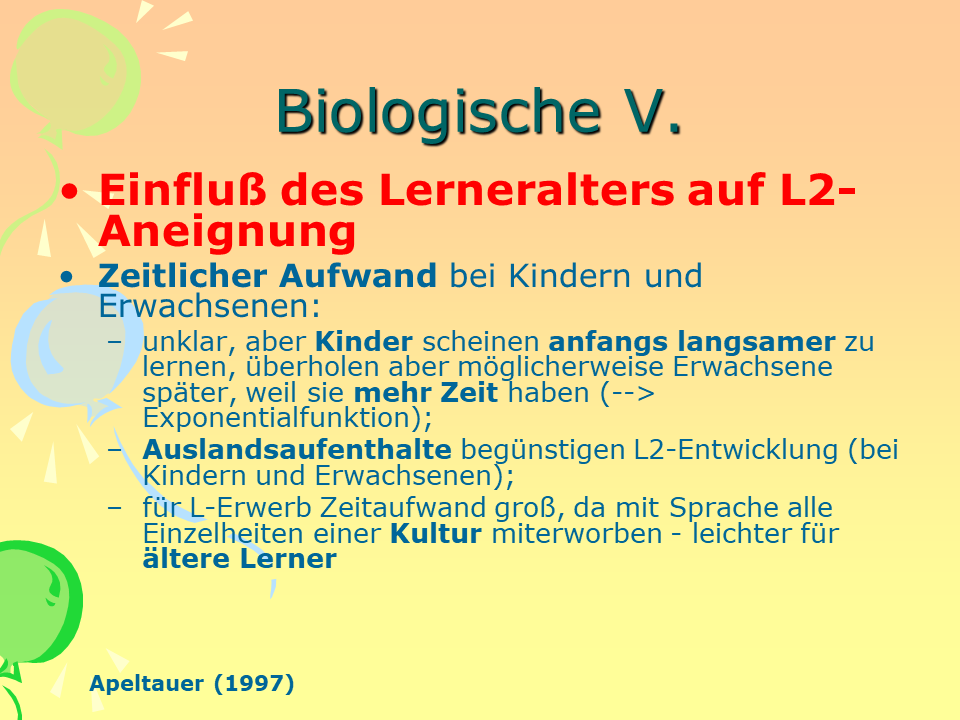 Biologische V.
• Einfluß des Lerneralters auf L2-
Aneignung
• Zeitlicher Aufwand bei Kindern und
Erwachsenen:
– unklar, aber Kinder scheinen anfangs langsamer zu
lernen, überholen aber möglicherweise Erwachsene
später, weil sie mehr Zeit haben (-->
Exponentialfunktion);
– Auslandsaufenthalte begünstigen L2-Entwicklung (bei
Kindern und Erwachsenen);
– für L-Erwerb Zeitaufwand groß, da mit Sprache alle
Einzelheiten einer Kultur miterworben - leichter für
ältere Lerner
Apeltauer (1997)